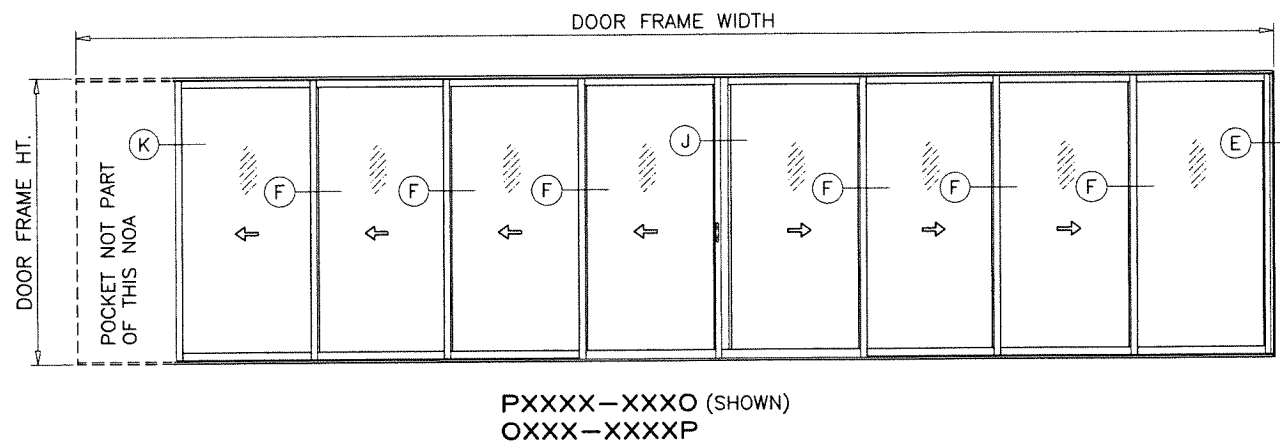 DOOR FRAME WIDTH
DOOR FRAME HT.
POCKET NOT PART
OF THIS NOA
K
F
F
F
J
F
F
F
E
PXXXX-XXXO (SHOWN)
OXXX-XXXXP